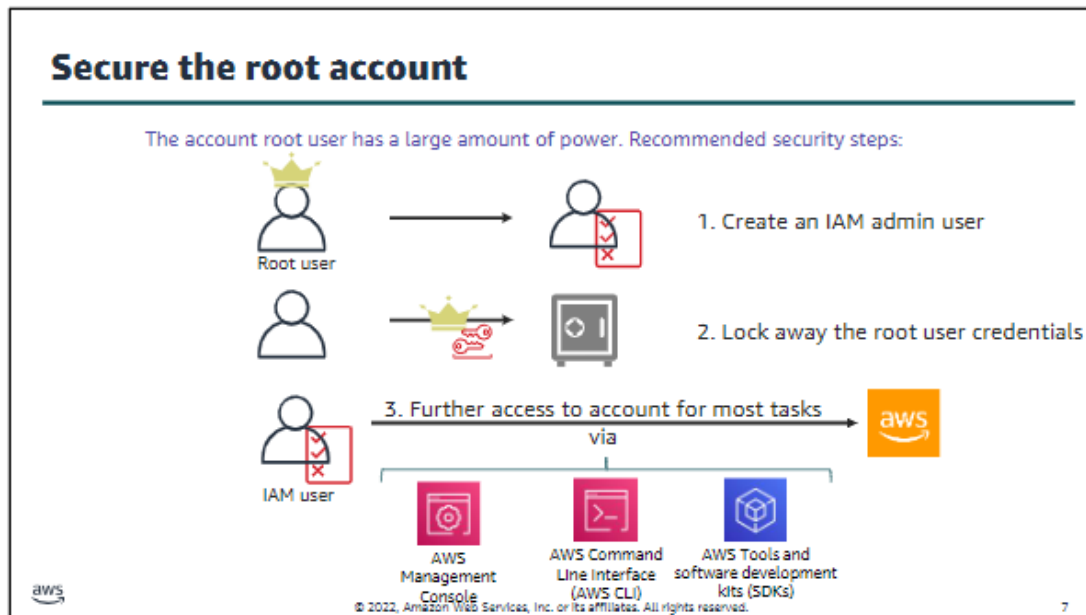 Secure the root account
The account root user has a large amount of power. Recommended security steps:
Root user
1. Create an IAM admin user
2. Lock away the root user credentials
3. Further access to account for most tasks
via
aws
IAM user
AWS
Management
Console
AWS Command
Line Interface
(AWS CLI)
AWS Tools and
software development
kits (SDKs)
aws
© 2022, Amazon Web Services, Inc. or its affiliates. All rights reserved.
7